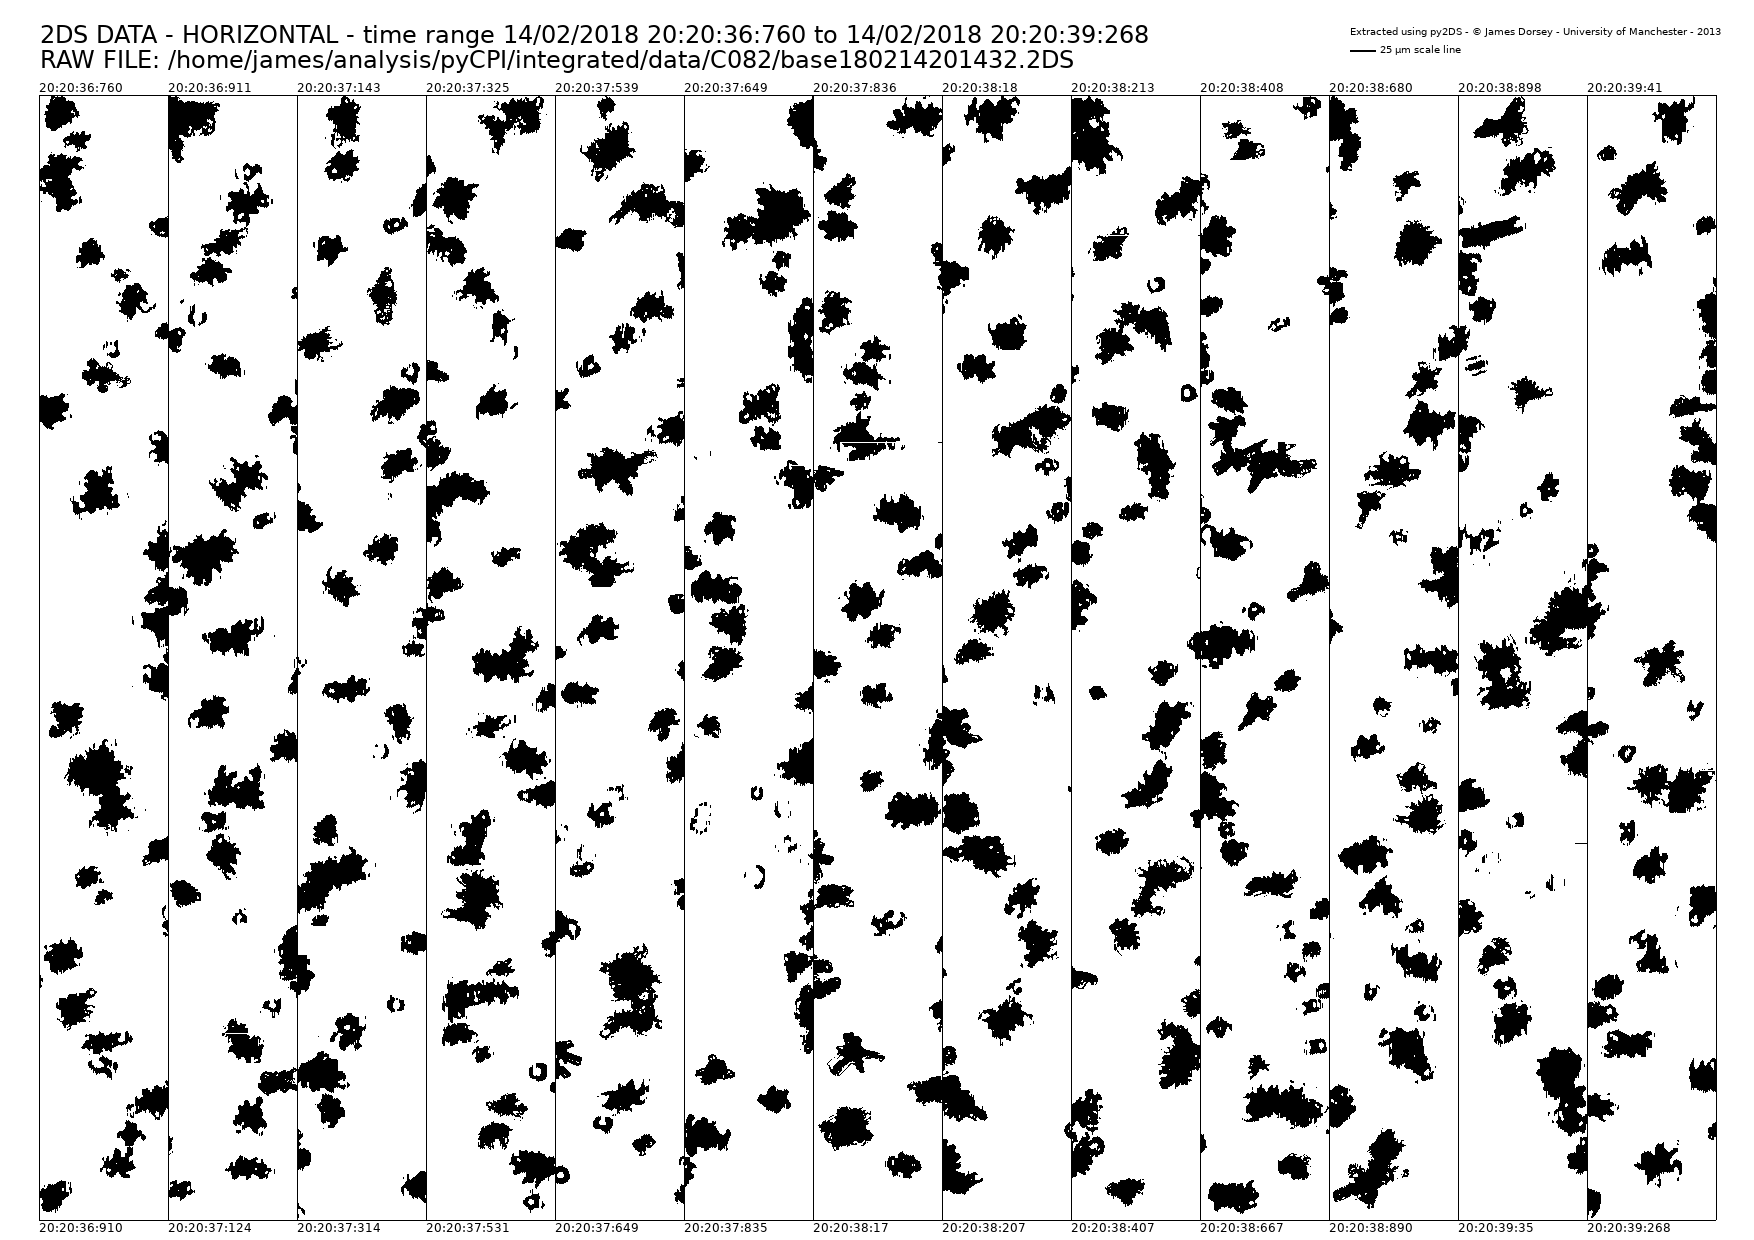 2DS DATA - HORIZONTAL - time range 14/02/2018 20:20:36:760 to 14/02/2018 20:20:39:268
RAW FILE: /home/james/analysis/pyCPI/integrated/data/C082/base180214201432.2DS
Extracted using py2DS - © James Dorsey - University of Manchester - 2013
25 µm scale line
20:20:36:760 20:20:36:911 20:20:37:143 20:20:37:325 20:20:37:539 20:20:37:649 20:20:37:836 20:20:38:18 20:20:38:213 20:20:38:408 20:20:38:680 20:20:38:898 20:20:39:41
20:20:36:910 20:20:37:124 20:20:37:314 20:20:37:531 20:20:37:649 20:20:37:835 20:20:38:17 20:20:38:207 20:20:38:407 20:20:38:667 20:20:38:890 20:20:39:35 20:20:39:268